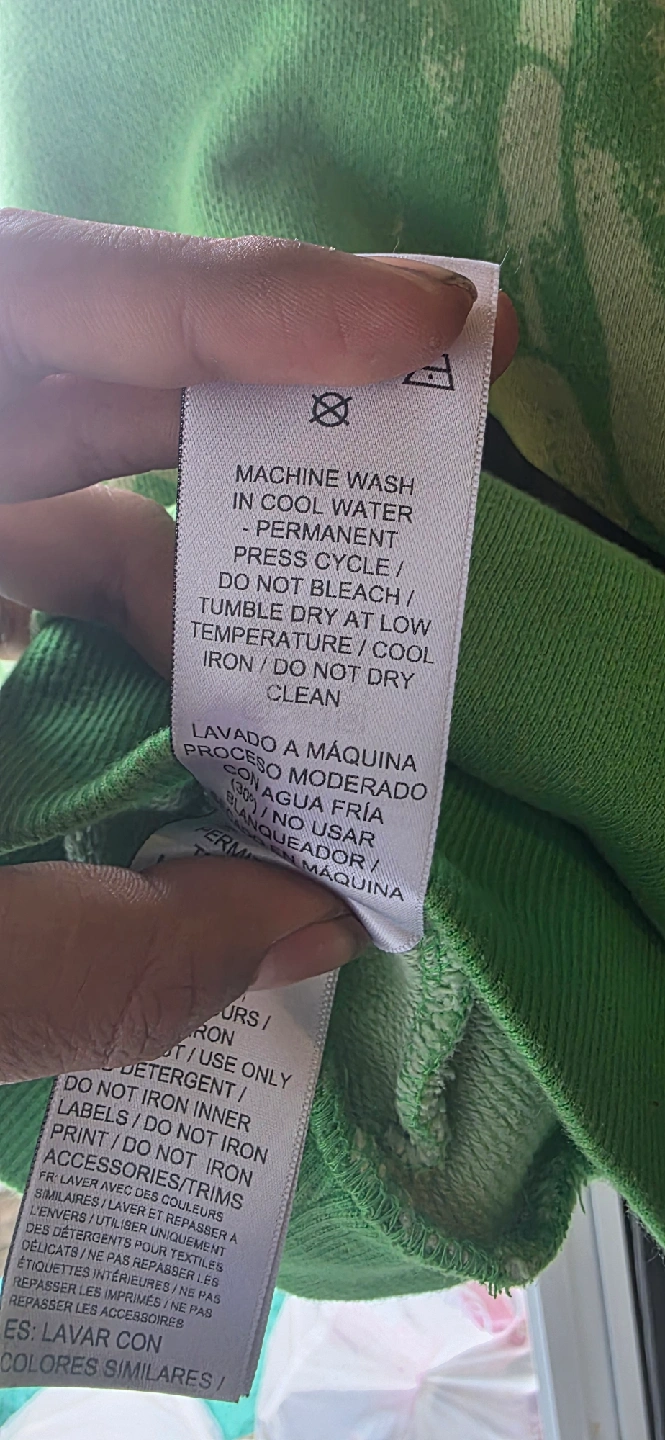 MACHINE WASH
IN COOL WATER
- PERMANENT
PRESS CYCLE /
DO NOT BLEACH /
TUMBLE DRY AT LOW
TEMPERATURE / COOL
IRON / DO NOT DRY
CLEAN
LAVADO A MÁQUINA
PROCESO MODERADO
CON AGUA FRÍA
(30º) / NO USAR
/
EN MÁQUINA
/ USE ONLY
DETERGENT /
DO NOT IRON INNER
LABELS / DO NOT IRON
PRINT / DO NOT IRON
ACCESSORIES/TRIMS
FR: LAVER AVEC DES COULEURS
SIMILAIRES / LAVER ET REPASSER À
L'ENVERS / UTILISER UNIQUEMENT
DES DÉTERGENTS POUR TEXTILES
DÉLICATS / NE PAS REPASSER LES
ÉTIQUETTES INTÉRIEURES / NE PAS
REPASSER LES IMPRIMÉS / NE PAS
REPASSER LES ACCESSOIRES
ES: LAVAR CON
COLORES SIMILARES /